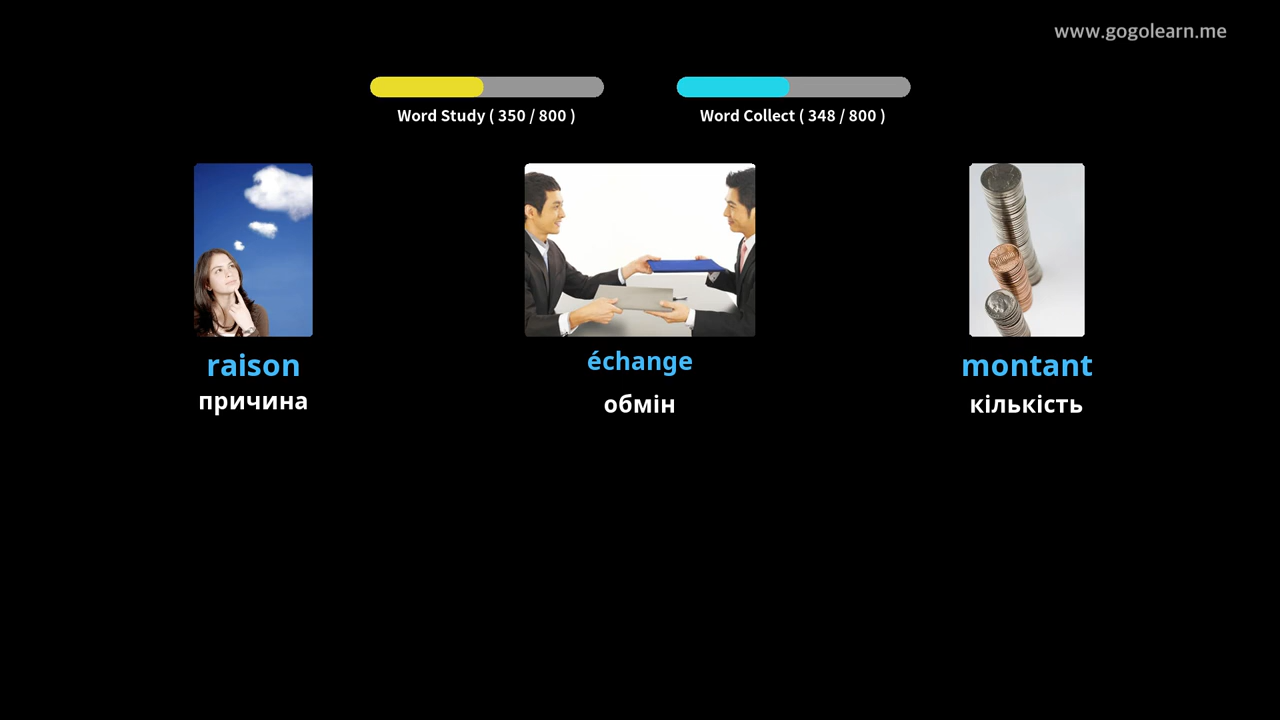 www.gogolearn.me
Word Study ( 350 / 800 )
Word Collect ( 348 / 800 )
raison
échange
montant
причина
обмін
кількість